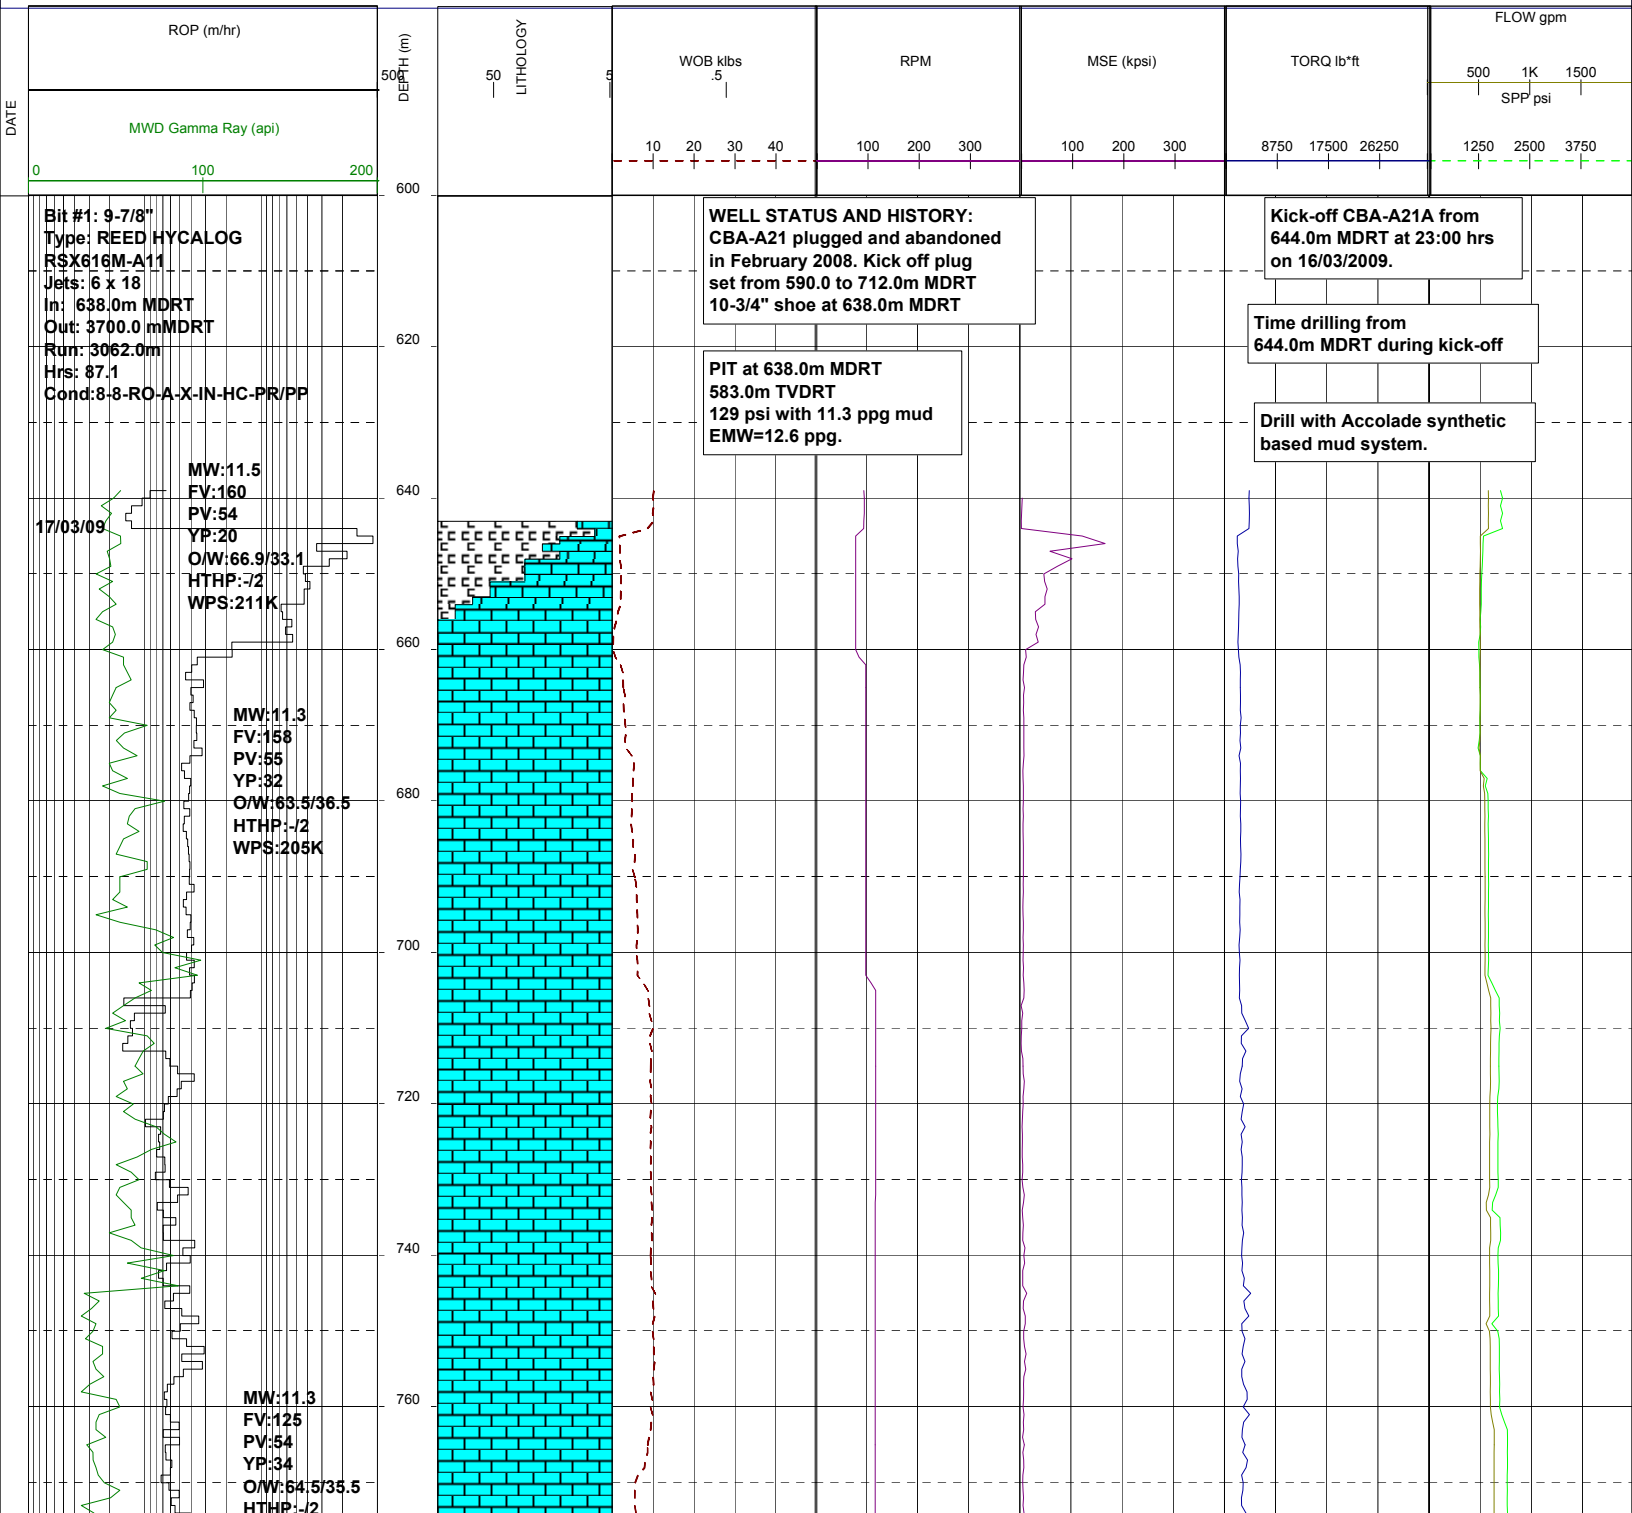 FLOW gpm
ROP (m/hr)
500
DEPTH (m)
50
LITHOLOGY
5
WOB klbs
.5
RPM
MSE (kpsi)
TORQ lb*ft
500 1K 1500
SPP psi
DATE
MWD Gamma Ray (api)
0 100 200
10 20 30 40
100 200 300
100 200 300
8750 17500 26250
1250 2500 3750
600
Bit #1: 9-7/8"
Type: REED HYCALOG
RSX616M-A11
Jets: 6 x 18
In: 638.0m MDRT
Out: 3700.0 mMDRT
Run: 3062.0m
Hrs: 87.1
Cond:8-8-RO-A-X-IN-HC-PR/PP
WELL STATUS AND HISTORY:
CBA-A21 plugged and abandoned
in February 2008. Kick off plug
set from 590.0 to 712.0m MDRT
10-3/4" shoe at 638.0m MDRT
Kick-off CBA-A21A from
644.0m MDRT at 23:00 hrs
on 16/03/2009.
Time drilling from
644.0m MDRT during kick-off
620
PIT at 638.0m MDRT
583.0m TVDRT
129 psi with 11.3 ppg mud
EMW=12.6 ppg.
Drill with Accolade synthetic
based mud system.
640
17/03/09
MW:11.5
FV:160
PV:54
YP:20
O/W:66.9/33.1
HTHP:-/2
WPS:211K
660
MW:11.3
FV:158
PV:55
YP:32
O/W:63.5/36.5
HTHP:-/2
WPS:205K
680
700
720
740
760
MW:11.3
FV:125
PV:54
YP:34
O/W:64.5/35.5
HTHP:-/2